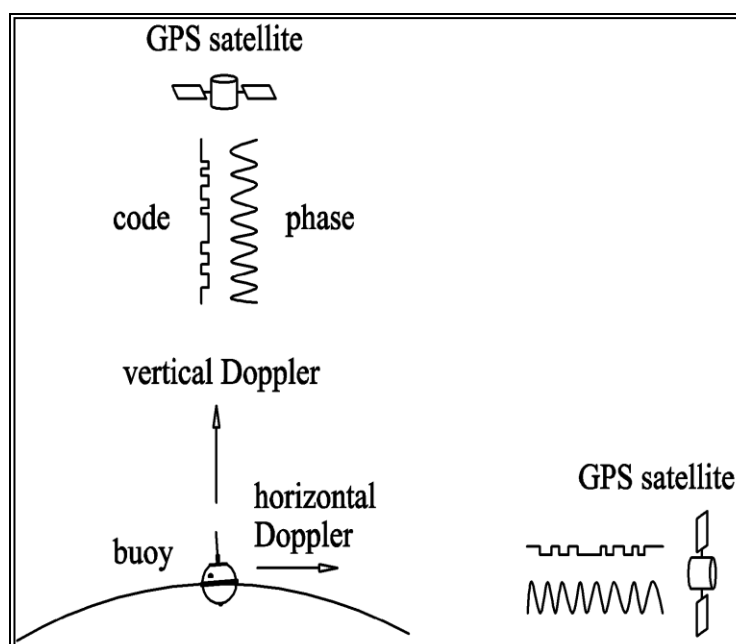 GPS satellite
code
phase
vertical Doppler
horizontal
Doppler
buoy
GPS satellite